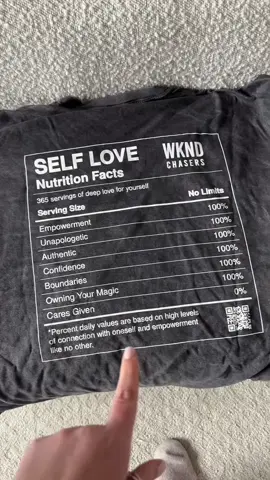 SELF LOVE
WKND
CHASERS
Nutrition Facts
365 servings of deep love for yourself
Serving Size No Limits
Empowerment 100%
Unapologetic 100%
Authentic 100%
Confidence 100%
Boundaries 100%
Owning Your Magic 100%
Cares Given 0%
*Percent daily values are based on high levels
of connection with oneself and empowerment
like no other.